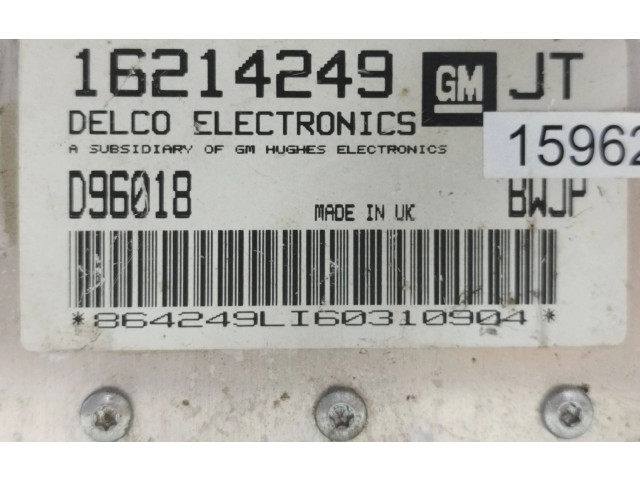 16214249 GM JT
DELCO ELECTRONICS
15962
A SUBSIDIARY OF GM HUGHES ELECTRONICS
D96018 MADE IN UK BWJP
*864249LI60310904*